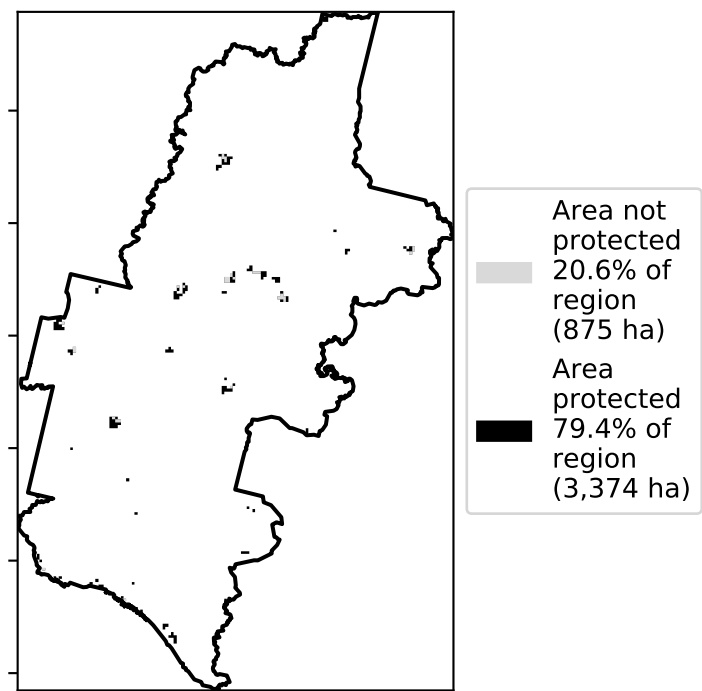 Area not
protected
20.6% of
region
(875 ha)
Area
protected
79.4% of
region
(3,374 ha)